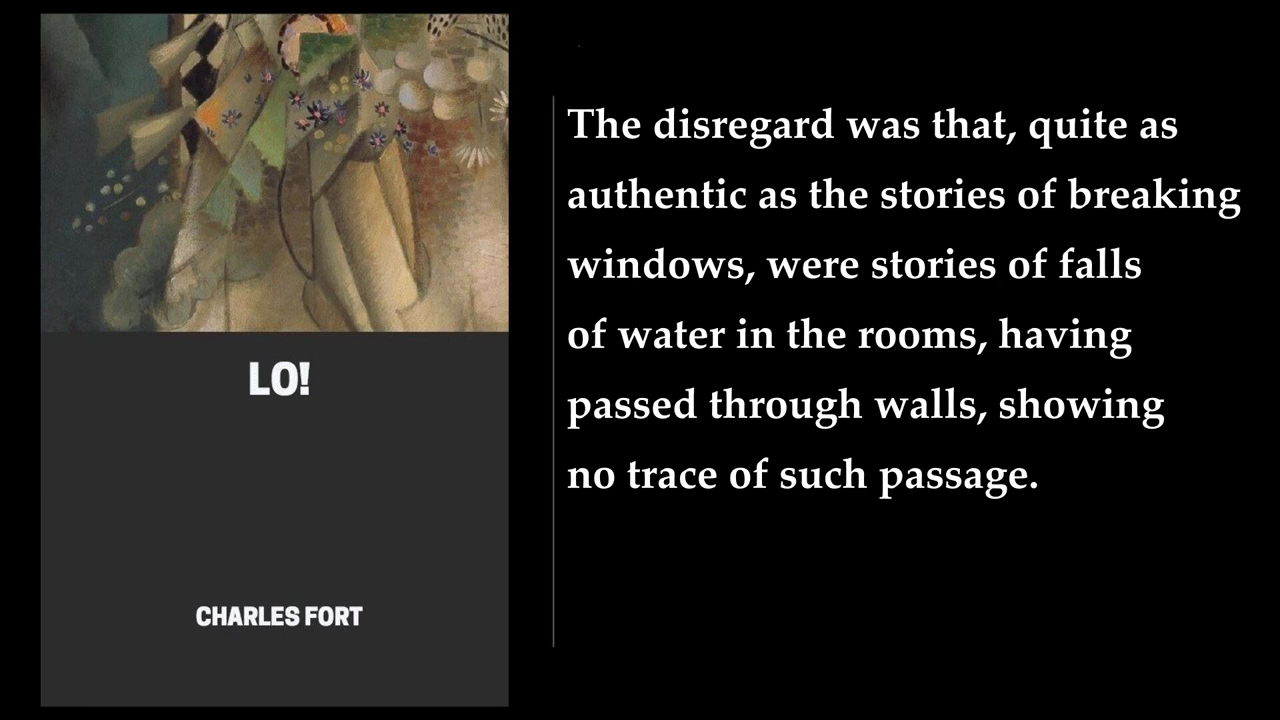 LO!
CHARLES FORT
The disregard was that, quite as
authentic as the stories of breaking
windows, were stories of falls
of water in the rooms, having
passed through walls, showing
no trace of such passage.